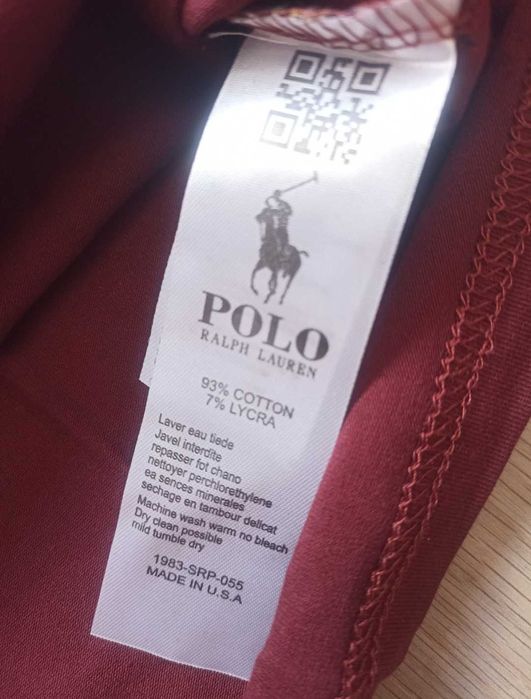 POLO
RALPH LAUREN
93% COTTON
7% LYCRA
Laver eau tiede
Javel interdite
repasser fot chano
nettoyer perchlorethylene
ea sences minerales
sechage en tambour delicat
Machine wash warm no bleach
Dry clean possible
mild tumble dry
1983-SRP-055
MADE IN U.S.A